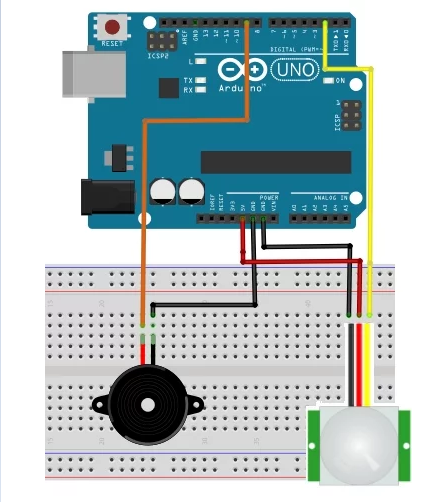 RESET
ICSP2
AREF
GND
13
12
~11
~10
~9
8
7
~6
~5
4
~3
2
TX▶1
RX◀0
DIGITAL (PWM~)
L
TX
RX
UNO
Arduino™
ON
ICSP
1
IOREF
RESET
3V3
5V
GND
GND
VIN
POWER
A0
A1
A2
A3
A4
A5
ANALOG IN